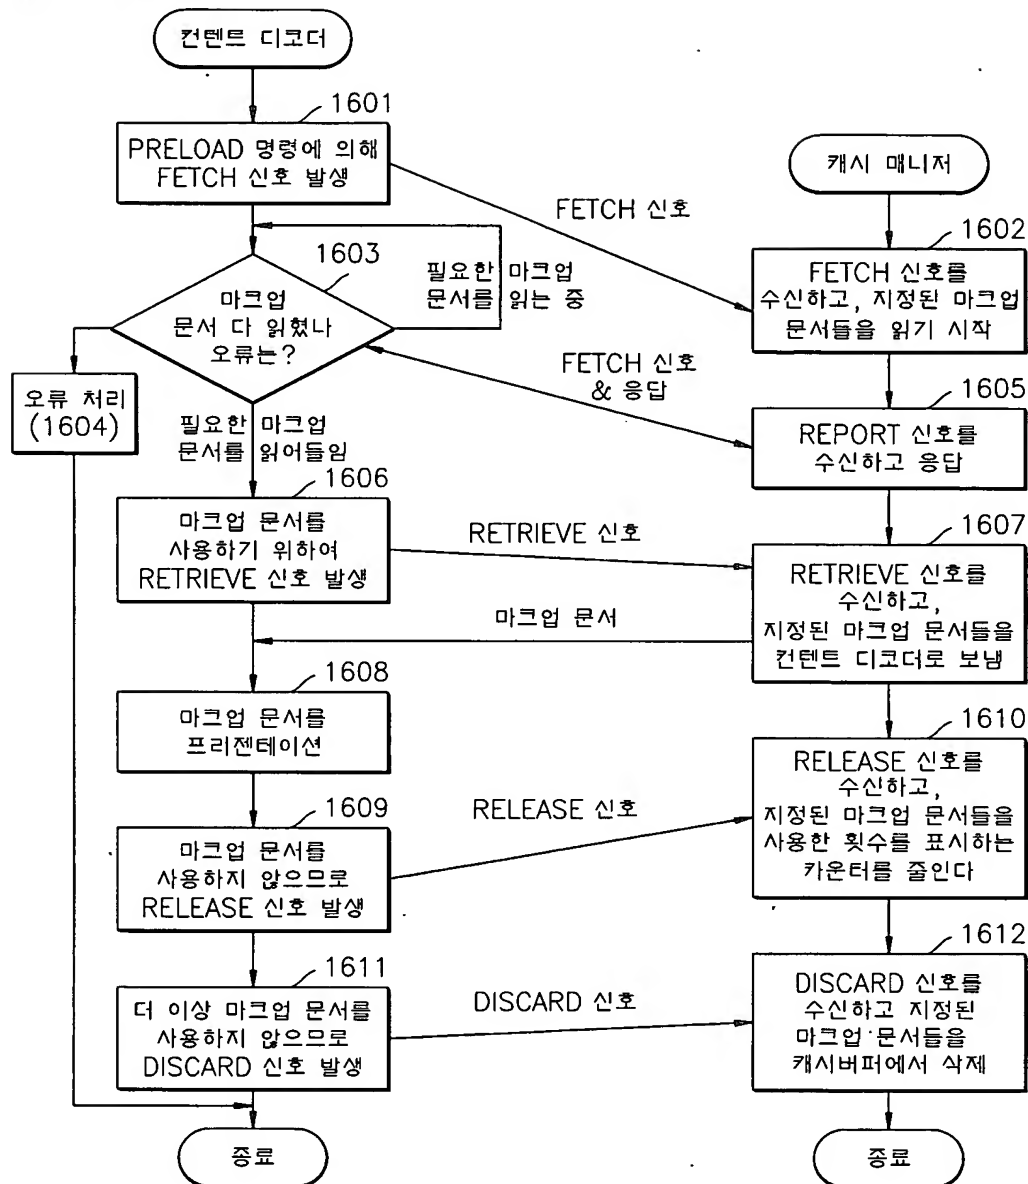 컨텐트 디코더
1601
PRELOAD 명령에 의해
FETCH 신호 발생
캐시 매니저
FETCH 신호
1602
FETCH 신호를
수신하고, 지정된 마크업
문서들을 읽기 시작
1603
필요한 마크업
문서를 읽는 중
마크업
문서 다 읽혔나
오류는?
FETCH 신호
& 응답
오류 처리
(1604)
1605
REPORT 신호를
수신하고 응답
필요한 마크업
문서를 읽어들임
1606
마크업 문서를
사용하기 위하여
RETRIEVE 신호 발생
RETRIEVE 신호
1607
RETRIEVE 신호를
수신하고,
지정된 마크업 문서들을
컨텐트 디코더로 보냄
마크업 문서
1608
마크업 문서를
프리젠테이션
1610
RELEASE 신호를
수신하고,
지정된 마크업 문서들을
사용한 횟수를 표시하는
카운터를 줄인다
RELEASE 신호
1609
마크업 문서를
사용하지 않으므로
RELEASE 신호 발생
1611
더 이상 마크업 문서를
사용하지 않으므로
DISCARD 신호 발생
DISCARD 신호
1612
DISCARD 신호를
수신하고 지정된
마크업 문서들을
캐시버퍼에서 삭제
종료
종료